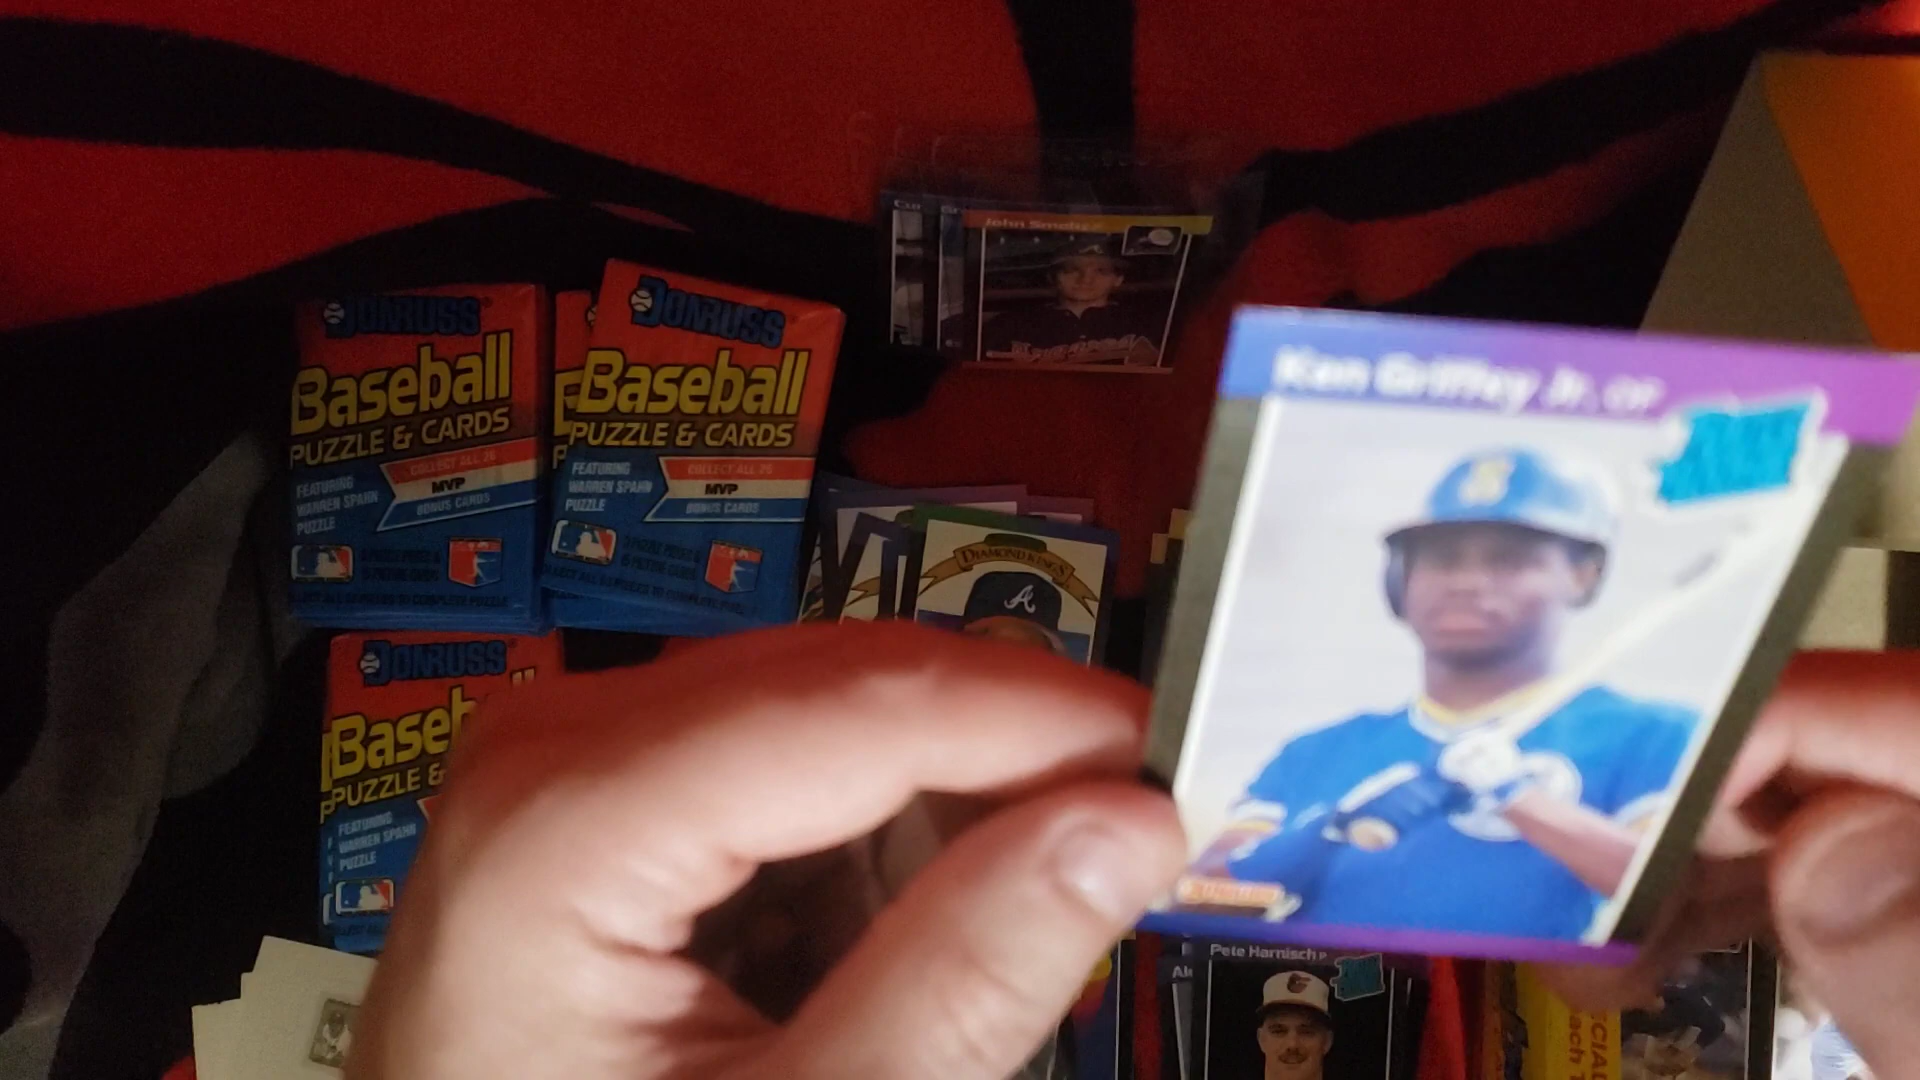 John Smoltz
DONRUSS
Baseball
PUZZLE & CARDS
FEATURING
WARREN SPAHN
PUZZLE
COLLECT ALL 26
MVP
BONUS CARDS
DONRUSS
Baseball
PUZZLE & CARDS
FEATURING
WARREN SPAHN
PUZZLE
COLLECT ALL 26
MVP
BONUS CARDS
Ken Griffey Jr. OF
DIAMOND KINGS
A
DONRUSS
Baseb
PUZZLE &
FEATURING
WARREN SPAHN
PUZZLE
Pete Harnisch P